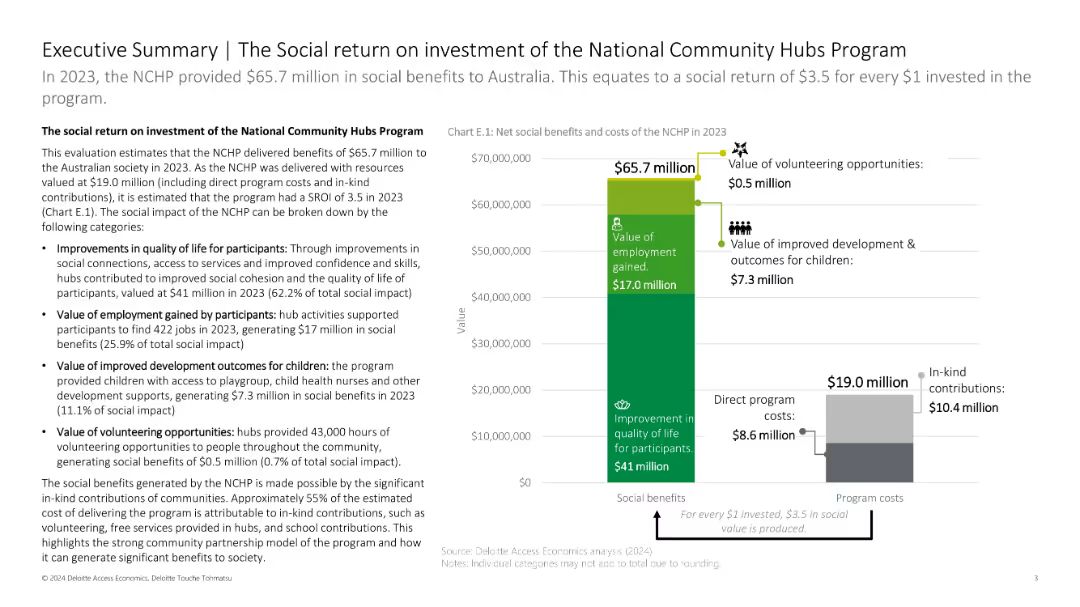 Executive Summary | The Social return on investment of the National Community Hubs Program
In 2023, the NCHP provided $65.7 million in social benefits to Australia. This equates to a social return of $3.5 for every $1 invested in the
program.
The social return on investment of the National Community Hubs Program
This evaluation estimates that the NCHP delivered benefits of $65.7 million to
the Australian society in 2023. As the NCHP was delivered with resources
valued at $19.0 million (including direct program costs and in-kind
contributions), it is estimated that the program had a SROI of 3.5 in 2023
(Chart E.1). The social impact of the NCHP can be broken down by the
following categories:
• Improvements in quality of life for participants: Through improvements in
social connections, access to services and improved confidence and skills,
hubs contributed to improved social cohesion and the quality of life of
participants, valued at $41 million in 2023 (62.2% of total social impact)
• Value of employment gained by participants: hub activities supported
participants to find 422 jobs in 2023, generating $17 million in social
benefits (25.9% of total social impact)
• Value of improved development outcomes for children: the program
provided children with access to playgroup, child health nurses and other
development supports, generating $7.3 million in social benefits in 2023
(11.1% of social impact)
• Value of volunteering opportunities: hubs provided 43,000 hours of
volunteering opportunities to people throughout the community,
generating social benefits of $0.5 million (0.7% of total social impact).
The social benefits generated by the NCHP is made possible by the significant
in-kind contributions of communities. Approximately 55% of the estimated
cost of delivering the program is attributable to in-kind contributions, such as
volunteering, free services provided in hubs, and school contributions. This
highlights the strong community partnership model of the program and how
it can generate significant benefits to society.
Chart E.1: Net social benefits and costs of the NCHP in 2023
Value
$70,000,000
$60,000,000
$50,000,000
$40,000,000
$30,000,000
$20,000,000
$10,000,000
$0
$65.7 million
Value of
employment
gained.
$17.0 million
Improvement in
quality of life
for participants.
$41 million
Value of volunteering opportunities:
$0.5 million
Value of improved development &
outcomes for children:
$7.3 million
Direct program
costs:
$8.6 million
$19.0 million
In-kind
contributions:
$10.4 million
Social benefits
Program costs
For every $1 invested, $3.5 in social
value is produced.
Source: Deloitte Access Economics analysis (2024)
Notes: Individual categories may not add to total due to rounding.
© 2024 Deloitte Access Economics. Deloitte Touche Tohmatsu
3